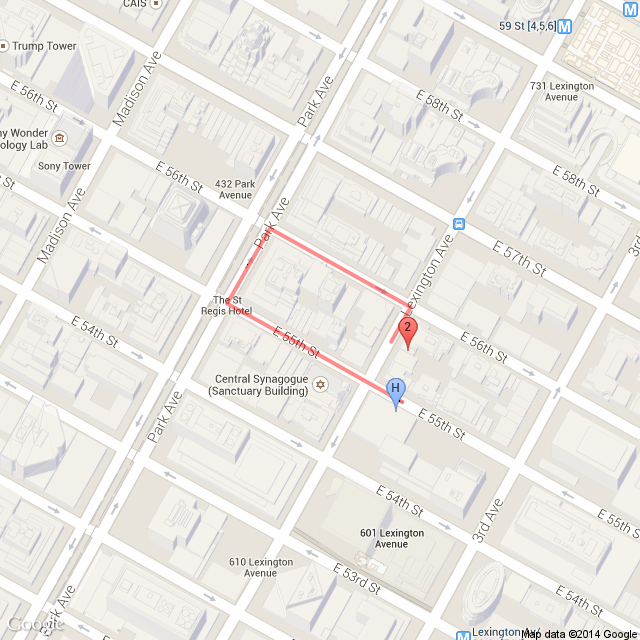 CAIS
59 St [4,5,6]
M
M
Trump Tower
Madison Ave
Park Ave
731 Lexington
Avenue
E 56th St
E 58th St
ny Wonder
ology Lab
Sony Tower
E 56th St
432 Park
Avenue
E 58th St
Madison Ave
Park Ave
Lexington Ave
E 57th St
The St
Regis Hotel
2
E 54th St
E 55th St
E 56th St
Central Synagogue
(Sanctuary Building)
H
E 55th St
Park Ave
E 54th St
3rd Ave
E 55th St
601 Lexington
Avenue
610 Lexington
Avenue
E 53rd St
E 54th St
Park Ave
Google
Lexington Av/
M
Map data ©2014 Google